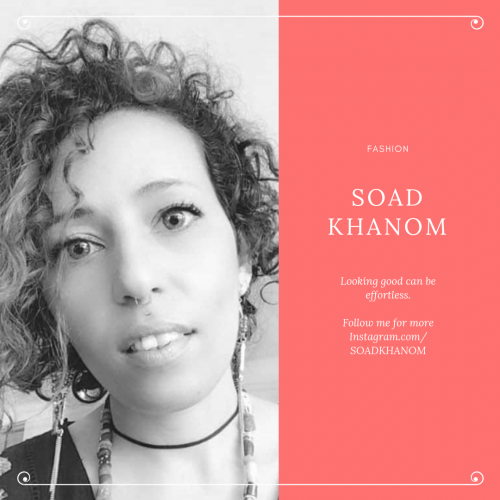 FASHION
SOAD
KHANOM
Looking good can be
effortless.
Follow me for more
Instagram.com/
SOADKHANOM